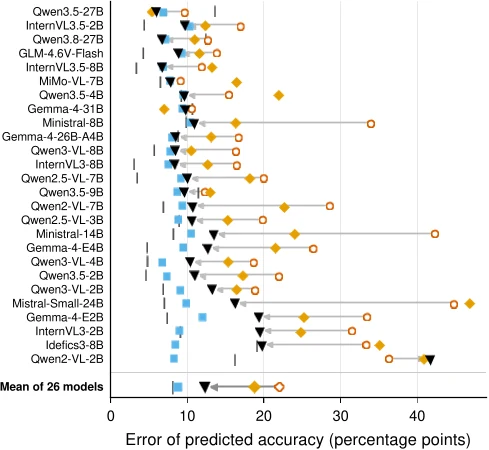 Qwen3.5-27B
InternVL3.5-2B
Qwen3.8-27B
GLM-4.6V-Flash
InternVL3.5-8B
MiMo-VL-7B
Qwen3.5-4B
Gemma-4-31B
Ministral-8B
Gemma-4-26B-A4B
Qwen3-VL-8B
InternVL3-8B
Qwen2.5-VL-7B
Qwen3.5-9B
Qwen2-VL-7B
Qwen2.5-VL-3B
Ministral-14B
Gemma-4-E4B
Qwen3-VL-4B
Qwen3.5-2B
Qwen3-VL-2B
Mistral-Small-24B
Gemma-4-E2B
InternVL3-2B
Idefics3-8B
Qwen2-VL-2B
Mean of 26 models
0 10 20 30 40
Error of predicted accuracy (percentage points)